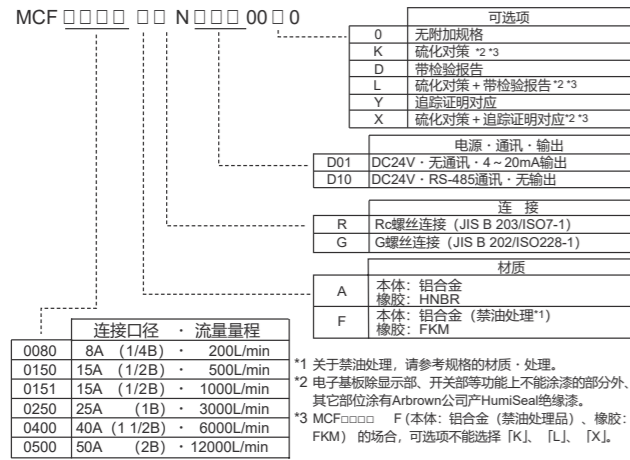 MCF □□□□ □□ N□□□00□0
可选项
0 无附加规格
K 硫化对策 *2 *3
D 带检验报告
L 硫化对策+带检验报告*2 *3
Y 追踪证明对应
X 硫化对策+追踪证明对应*2 *3
电源・通讯・输出
D01 DC24V・无通讯・4~20mA输出
D10 DC24V・RS-485通讯・无输出
连 接
R Rc螺丝连接(JIS B 203/ISO7-1)
G G螺丝连接(JIS B 202/ISO228-1)
材质
A 本体:铝合金
橡胶:HNBR
F 本体:铝合金(禁油处理*1)
橡胶:FKM
连接口径 ・ 流量量程
0080 8A (1/4B) ・ 200L/min
0150 15A (1/2B) ・ 500L/min
0151 15A (1/2B) ・ 1000L/min
0250 25A (1B) ・ 3000L/min
0400 40A (1 1/2B) ・ 6000L/min
0500 50A (2B) ・12000L/min
*1 关于禁油处理,请参考规格的材质・处理。
*2 电子基板除显示部、开关部等功能上不能涂漆的部分外、
其它部位涂有Arbrown公司产HumiSeal绝缘漆。
*3 MCF□□□□ F (本体:铝合金(禁油处理品)、橡胶:
FKM) 的场合,可选项不能选择「K」、「L」、「X」。